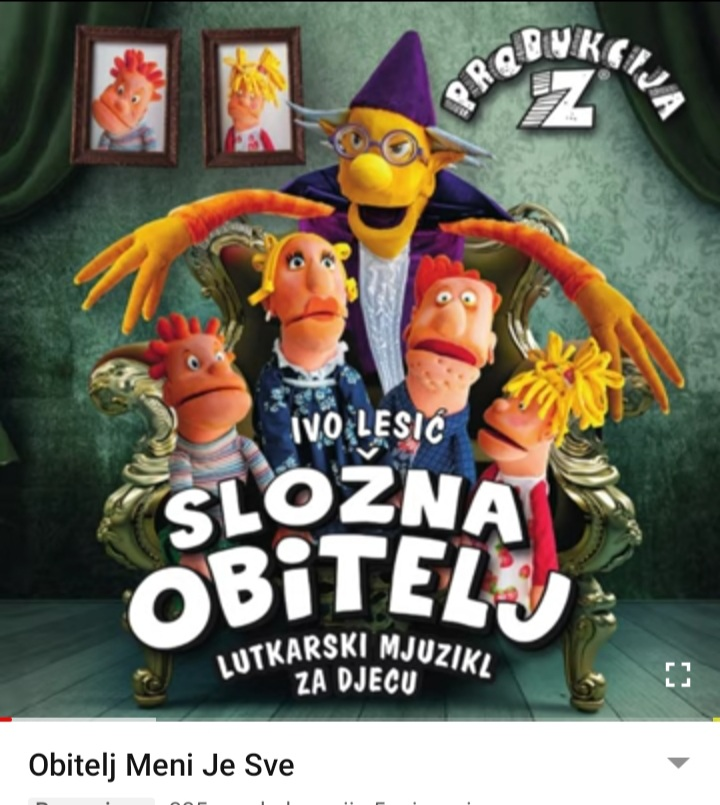 PRODUKCIJA
Z®
IVO LESIĆ
SLOŽNA
OBiTELJ
LUTKARSKI MJUZIKL
ZA DJECU
Obitelj Meni Je Sve